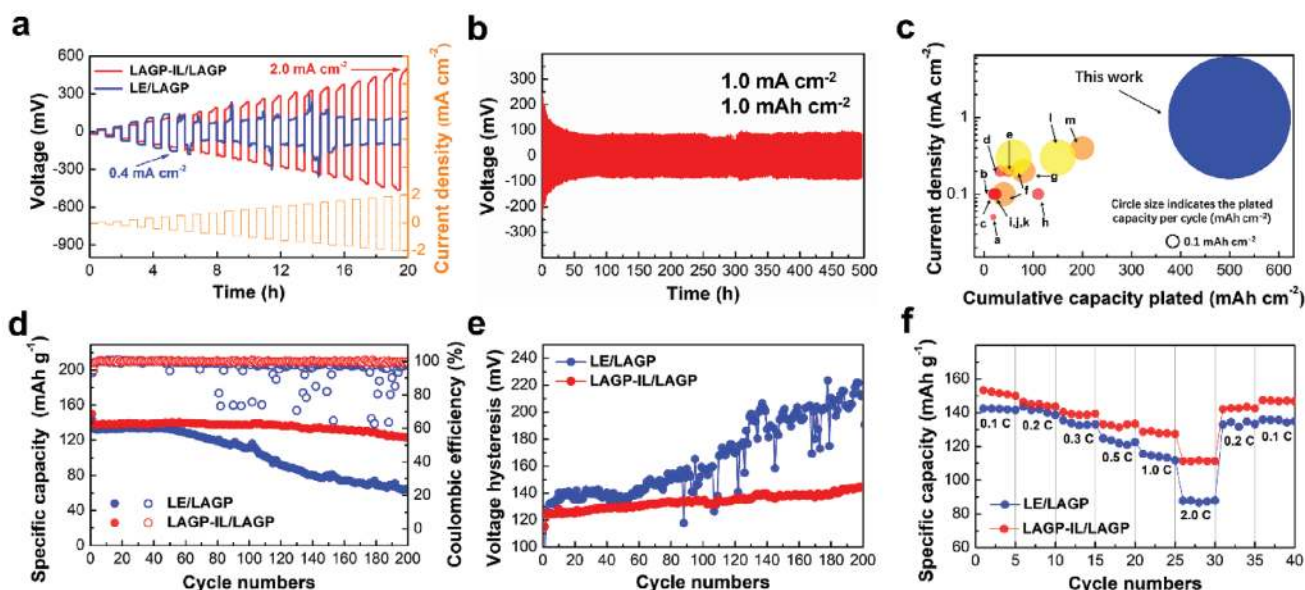 a
600
300
0
-300
-600
-900
Voltage (mV)
LAGP-IL/LAGP
LE/LAGP
2.0 mA cm-2
0.4 mA cm-2
2
0
-2
Current density (mA cm-2)
0 4 8 12 16 20
Time (h)
b
300
200
100
0
-100
-200
-300
Voltage (mV)
1.0 mA cm-2
1.0 mAh cm-2
0 50 100 150 200 250 300 350 400 450 500
Time (h)
c
1
0.1
Current density (mA cm-2)
This work
a
b
c
d
e
f
g
h
i,j,k
l
m
Circle size indicates the plated
capacity per cycle (mAh cm-2)
0.1 mAh cm-2
0 100 200 300 400 500 600
Cumulative capacity plated (mAh cm-2)
d
200
160
120
80
40
0
Specific capacity (mAh g-1)
100
80
60
40
20
0
Coulombic efficiency (%)
LE/LAGP
LAGP-IL/LAGP
0 20 40 60 80 100 120 140 160 180 200
Cycle numbers
e
240
220
200
180
160
140
120
100
Voltage hysteresis (mV)
LE/LAGP
LAGP-IL/LAGP
0 20 40 60 80 100 120 140 160 180 200
Cycle numbers
f
160
140
120
100
80
60
Specific capacity (mAh g-1)
0.1 C
0.2 C
0.3 C
0.5 C
1.0 C
2.0 C
0.2 C
0.1 C
LE/LAGP
LAGP-IL/LAGP
0 5 10 15 20 25 30 35 40
Cycle numbers